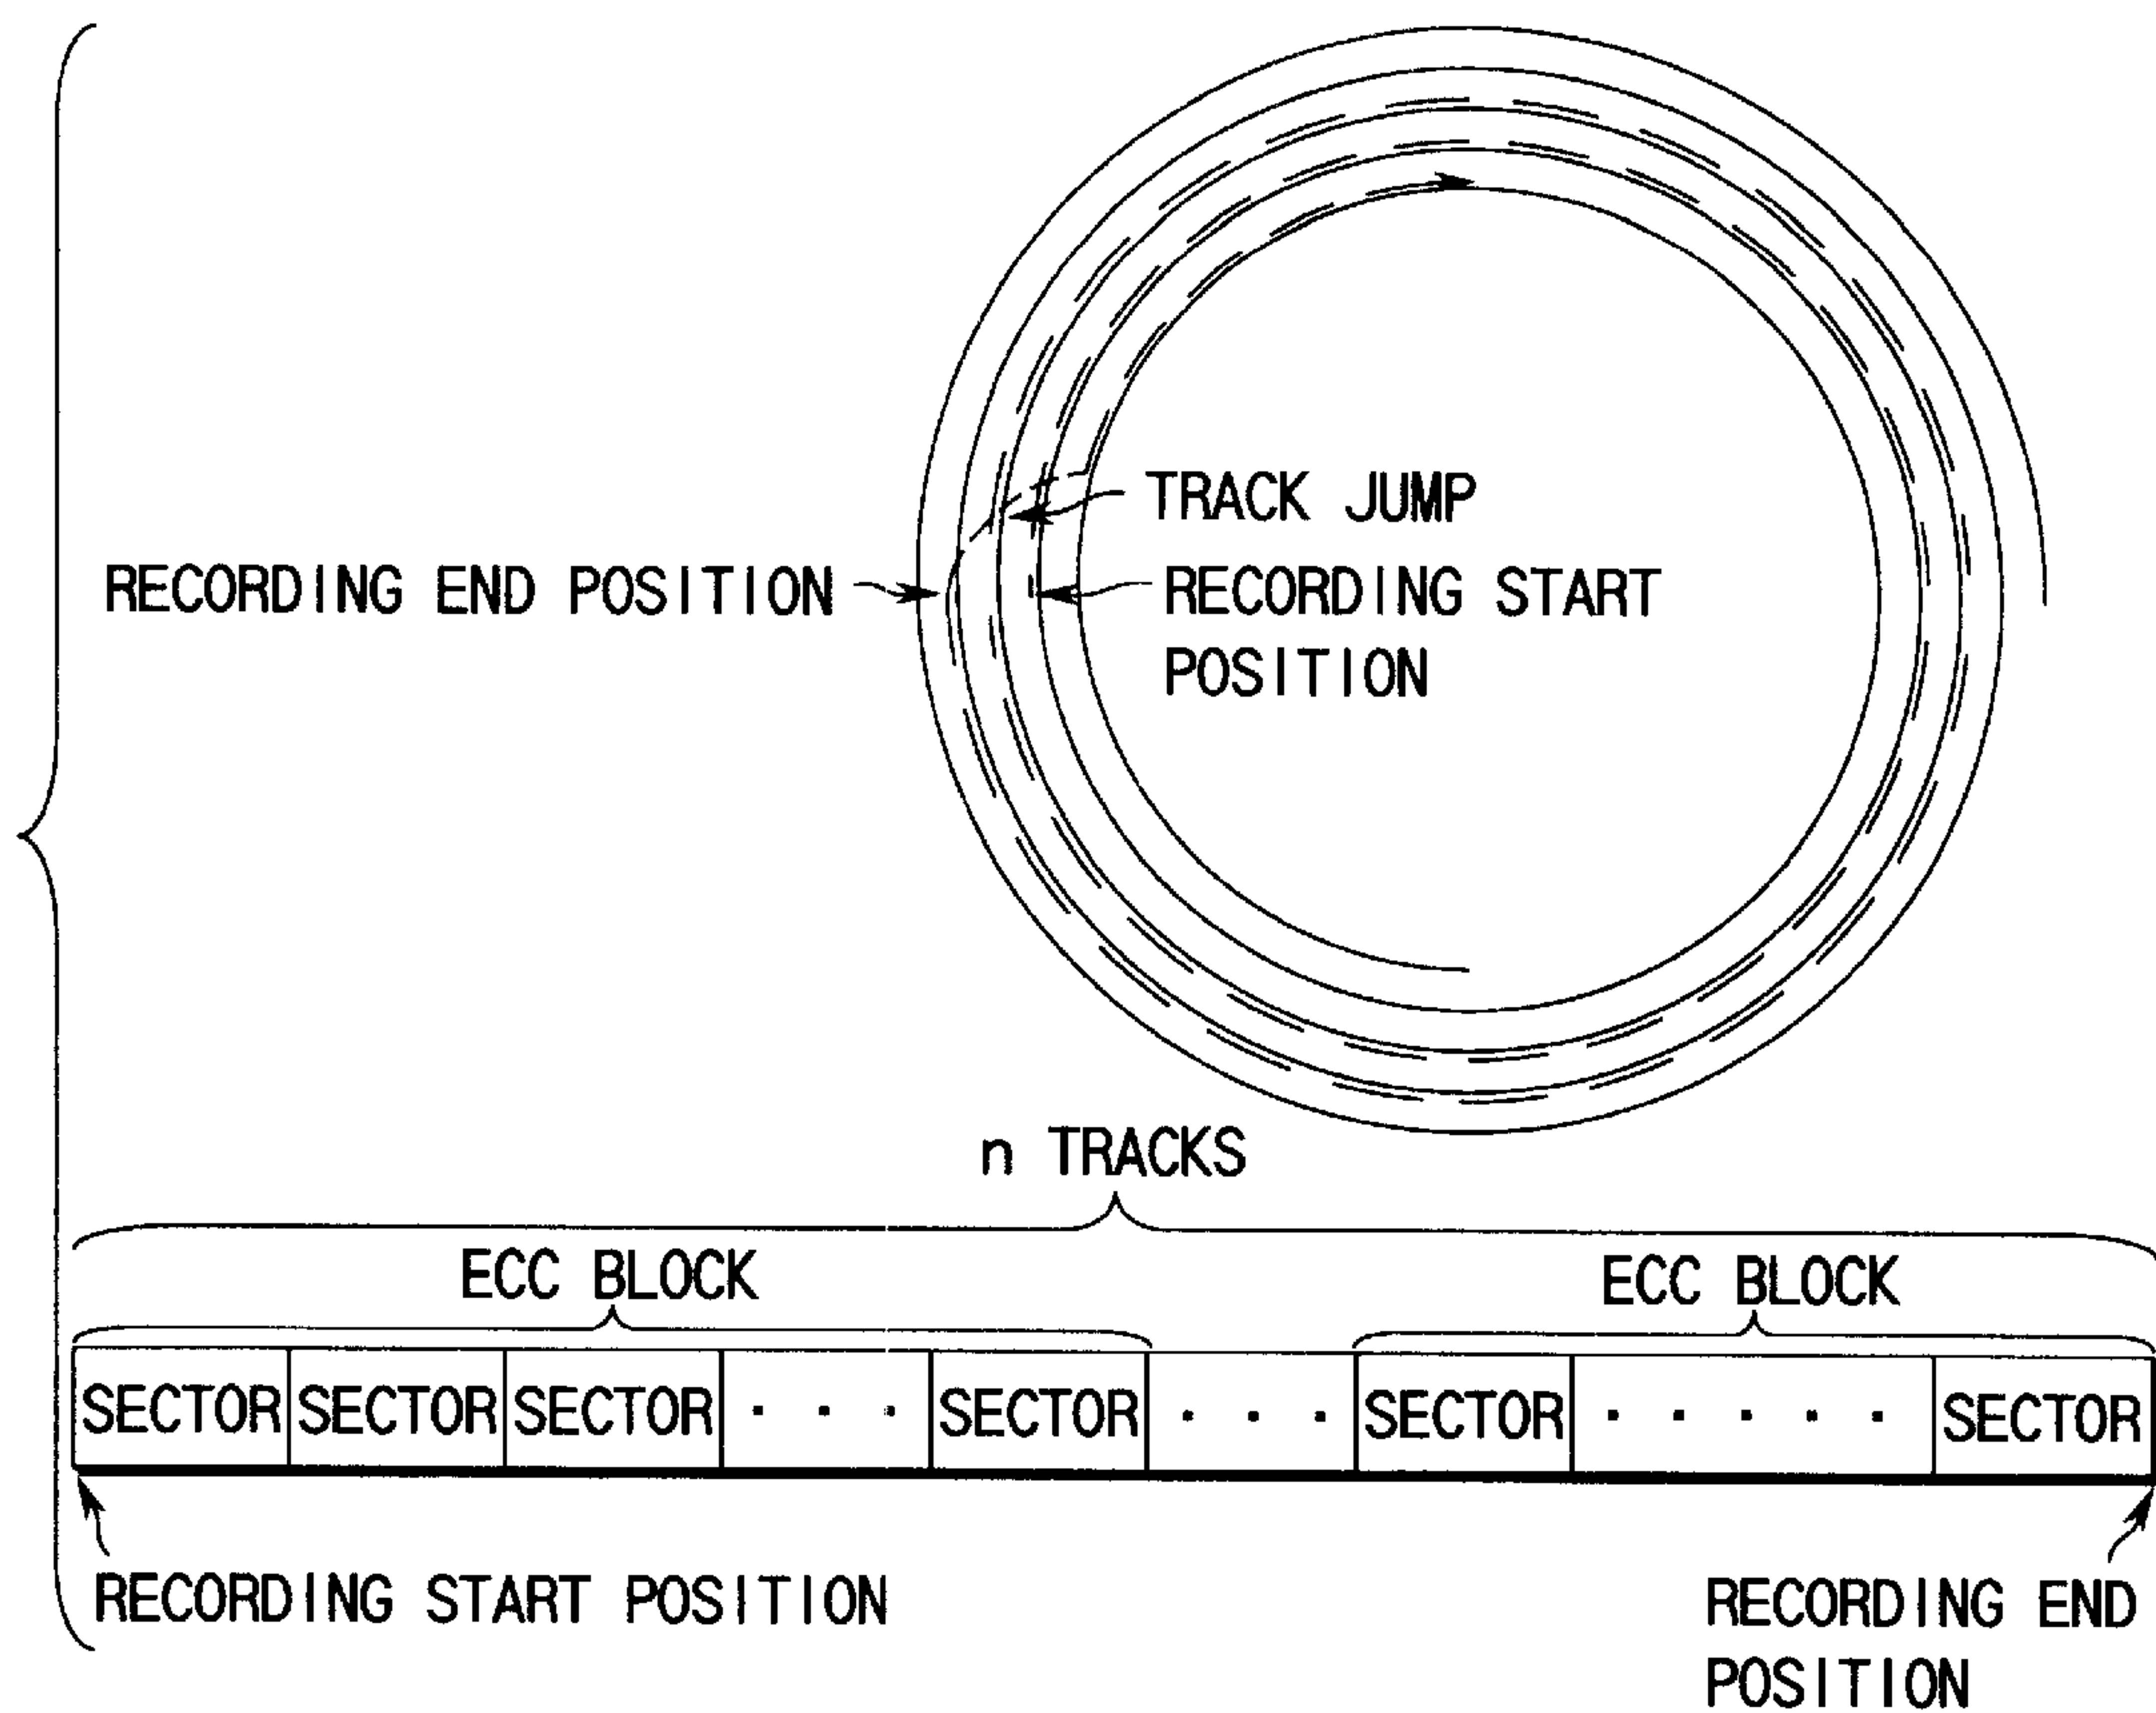 TRACK JUMP
RECORDING END POSITION
RECORDING START
POSITION
n TRACKS
ECC BLOCK
ECC BLOCK
SECTOR SECTOR SECTOR · · · SECTOR · · · SECTOR · · · · · SECTOR
RECORDING START POSITION
RECORDING END
POSITION